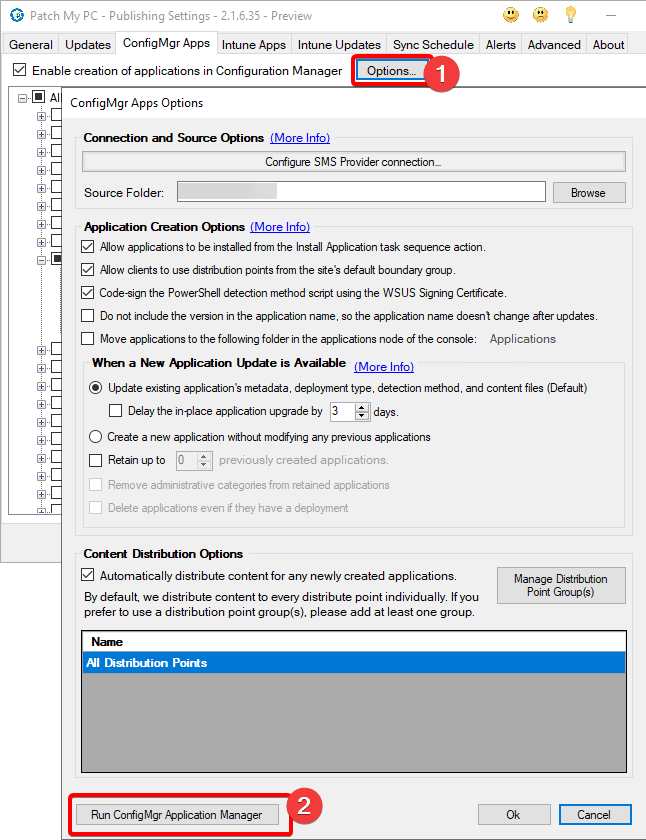 Patch My PC - Publishing Settings - 2.1.6.35 - Preview
General Updates ConfigMgr Apps Intune Apps Intune Updates Sync Schedule Alerts Advanced About
Enable creation of applications in Configuration Manager Options... 1
ConfigMgr Apps Options
Connection and Source Options (More Info)
Configure SMS Provider connection...
Source Folder: Browse
Application Creation Options (More Info)
Allow applications to be installed from the Install Application task sequence action.
Allow clients to use distribution points from the site's default boundary group.
Code-sign the PowerShell detection method script using the WSUS Signing Certificate.
Do not include the version in the application name, so the application name doesn't change after updates.
Move applications to the following folder in the applications node of the console: Applications
When a New Application Update is Available (More Info)
Update existing application's metadata, deployment type, detection method, and content files (Default)
Delay the in-place application upgrade by 3 days.
Create a new application without modifying any previous applications
Retain up to 0 previously created applications.
Remove administrative categories from retained applications
Delete applications even if they have a deployment
Content Distribution Options
Automatically distribute content for any newly created applications.
By default, we distribute content to every distribute point individually. If you
prefer to use a distribution point group(s), please add at least one group.
Manage Distribution
Point Group(s)
Name
All Distribution Points
Run ConfigMgr Application Manager 2 Ok Cancel